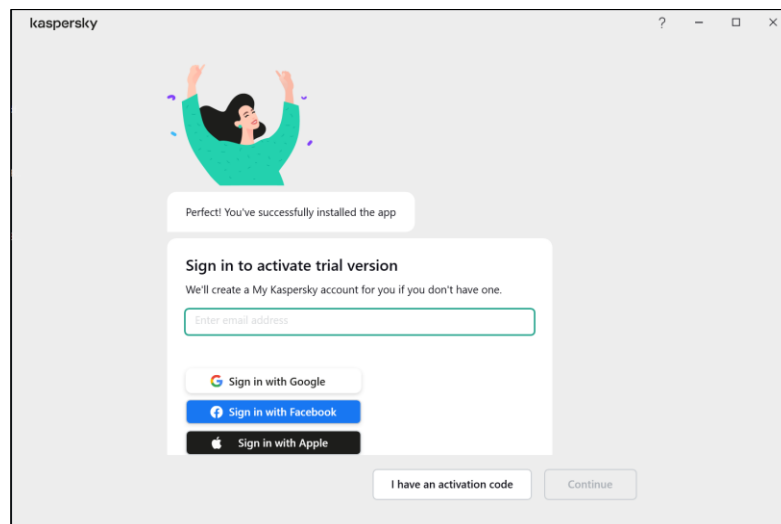 kaspersky
?
Perfect! You've successfully installed the app
Sign in to activate trial version
We'll create a My Kaspersky account for you if you don't have one.
Enter email address
Sign in with Google
Sign in with Facebook
Sign in with Apple
I have an activation code
Continue